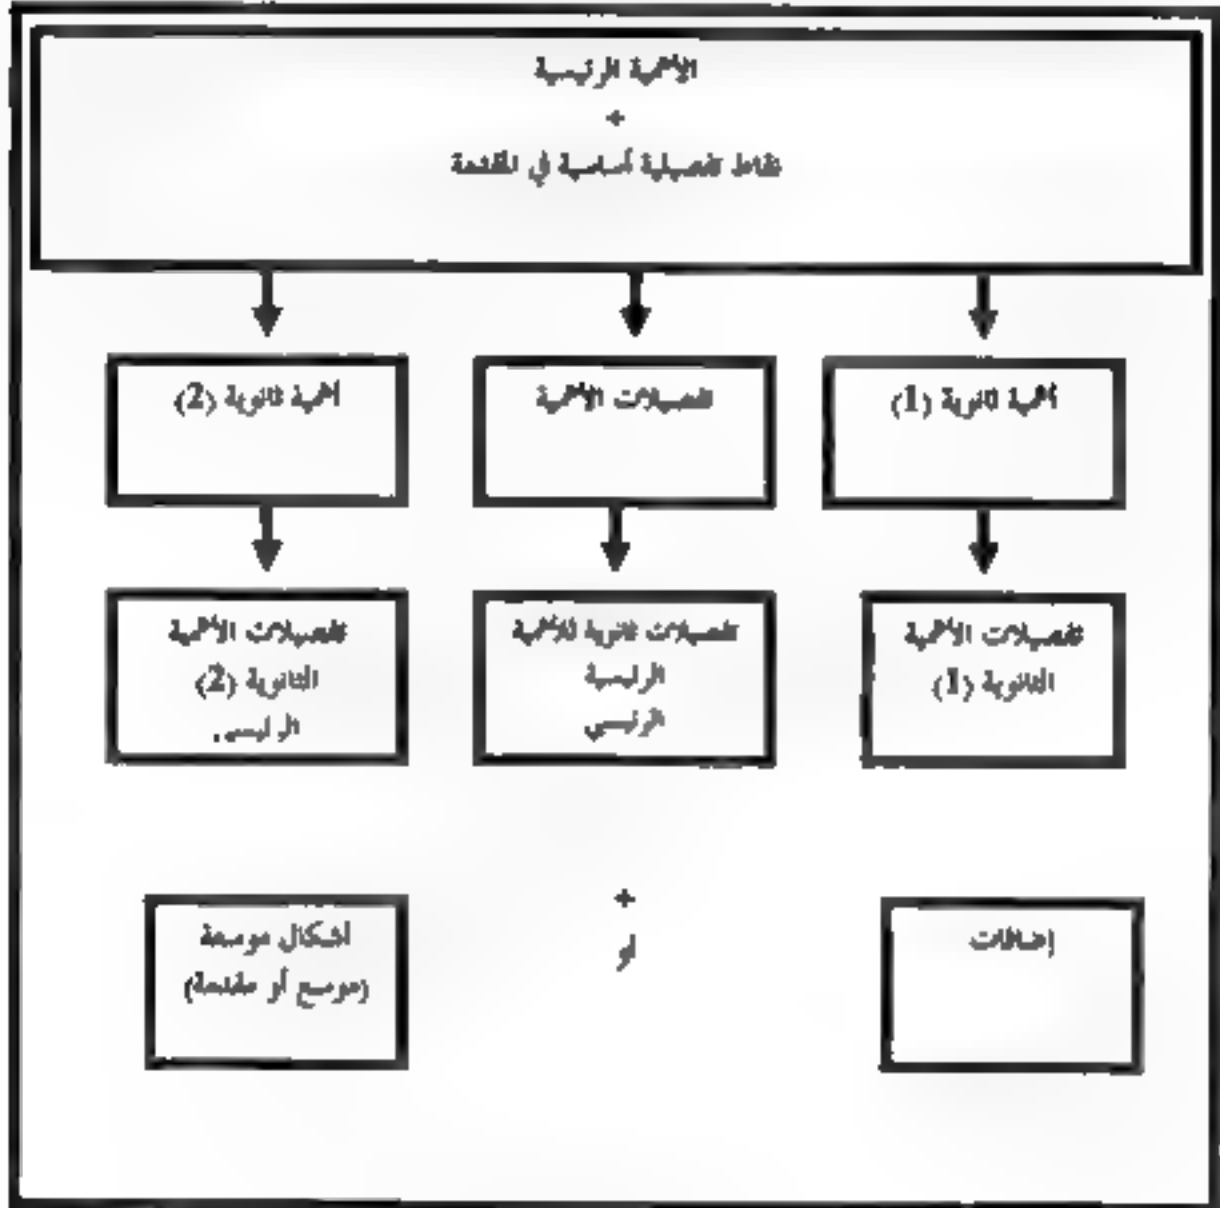 الأهمية الرئيسية
+
نقاط تفصيلية أساسية في المقدمة
أهمية ثانوية (1)
تفصيلات الأهمية
أهمية ثانوية (2)
تفصيلات الأهمية
الثانوية (1)
تفصيلات ثانوية للأهمية
الرئيسية
الرئيسي
تفصيلات الأهمية
الثانوية (2)
الرئيسي.
إضافات
+
او
أشكال موسعة
(موسع أو مقدمة)